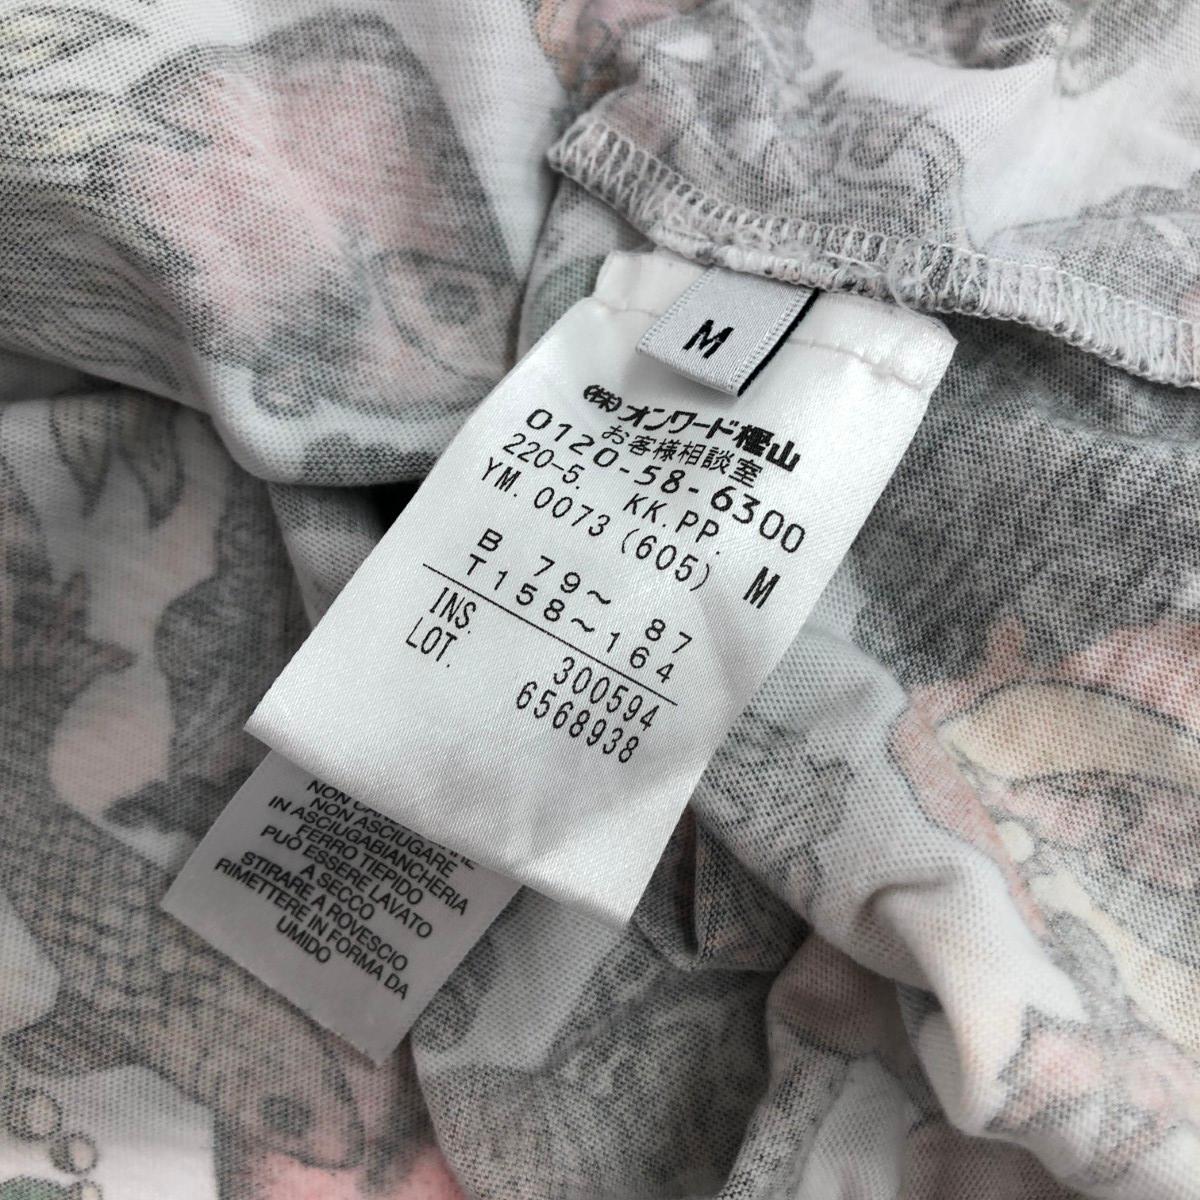 M
(株)オンワード樫山
お客様相談室
0120-58-6300
220-5. KK.PP.
YM.0073(605) M
B 79~ 87
T158~164
INS. 300594
LOT. 6568938
NON
NON ASCIUGARE
IN ASCIUGABIANCHERIA
FERRO TIEPIDO
PUÒ ESSERE LAVATO
A SECCO
STIRARE A ROVESCIO
RIMETTERE IN FORMA DA
UMIDO